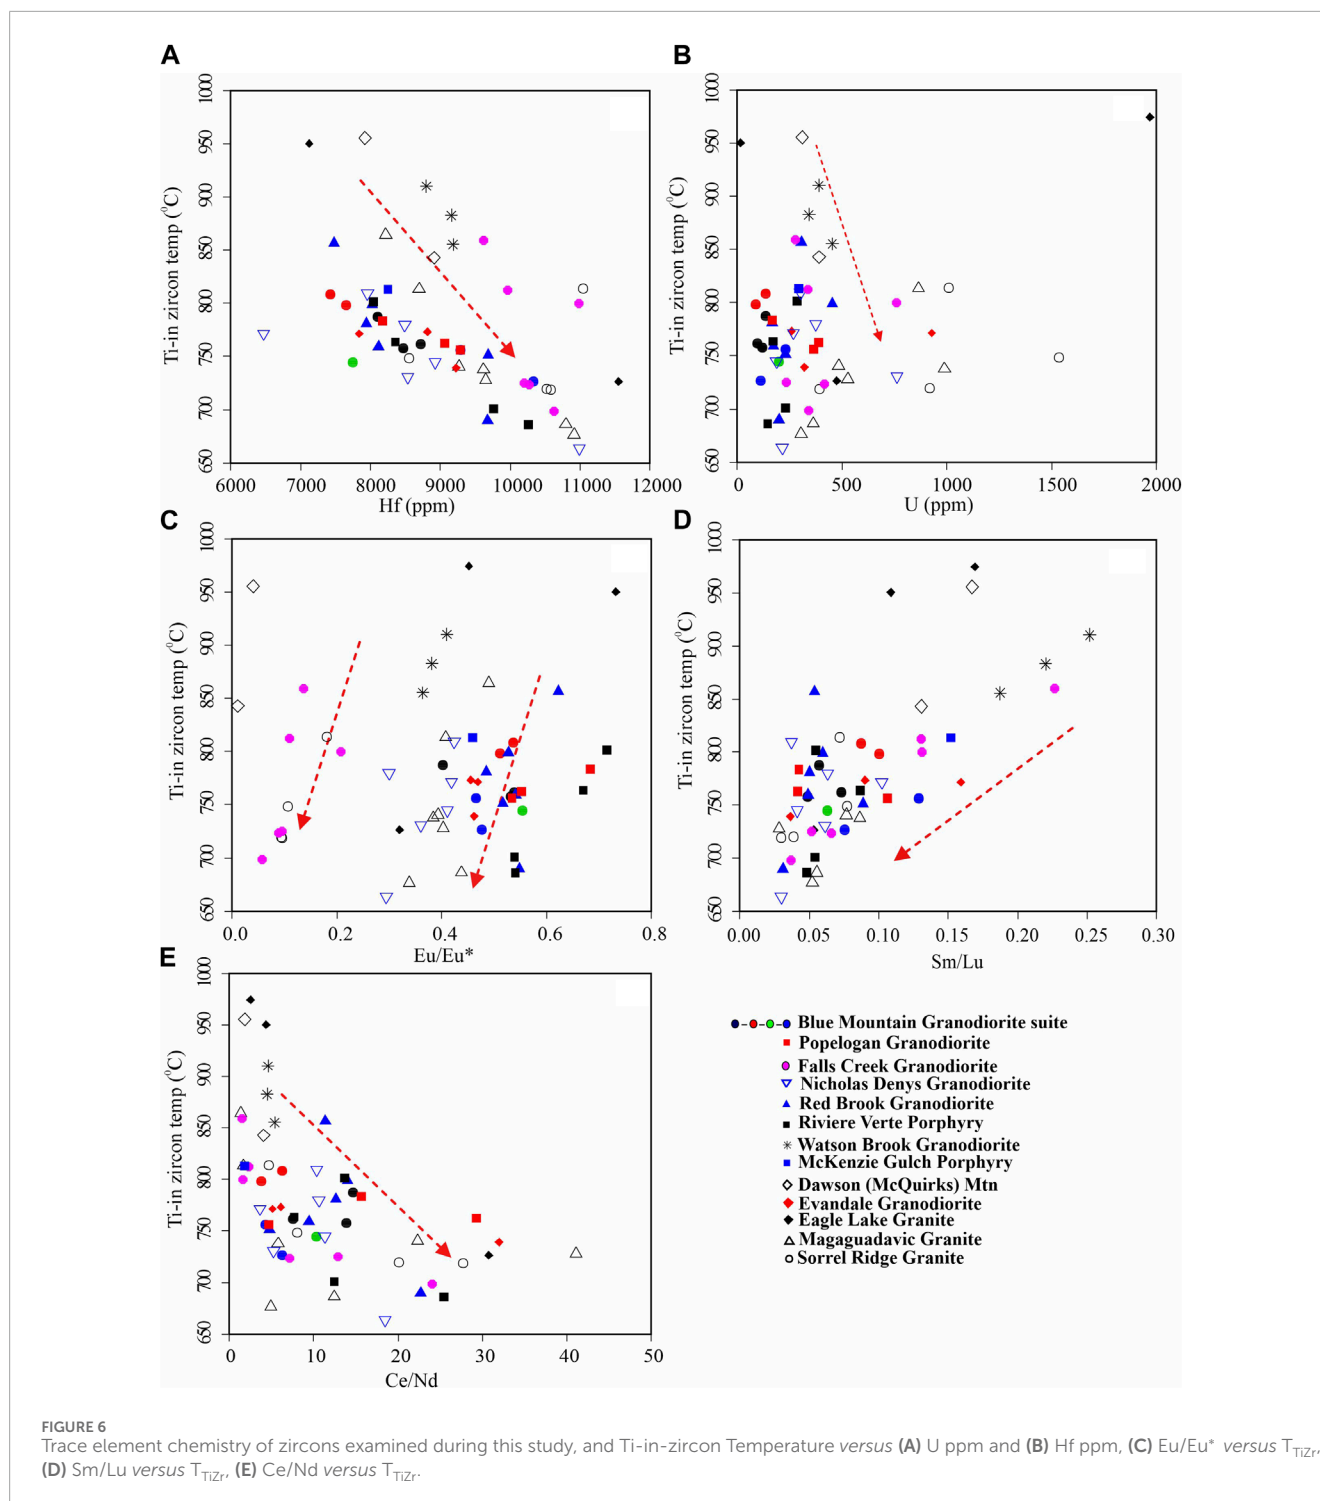 A
B
1000
950
900
850
800
750
700
650
Ti-in zircon temp (⁰C)
6000 7000 8000 9000 10000 11000 12000
Hf (ppm)
1000
950
900
850
800
750
700
650
Ti-in zircon temp (⁰C)
0 500 1000 1500 2000
U (ppm)
C
D
1000
950
900
850
800
750
700
650
Ti-in zircon temp (⁰C)
0.0 0.2 0.4 0.6 0.8
Eu/Eu*
1000
950
900
850
800
750
700
650
Ti-in zircon temp (⁰C)
0.00 0.05 0.10 0.15 0.20 0.25 0.30
Sm/Lu
E
1000
950
900
850
800
750
700
650
Ti-in zircon temp (⁰C)
0 10 20 30 40 50
Ce/Nd
Blue Mountain Granodiorite suite
Popelogan Granodiorite
Falls Creek Granodiorite
Nicholas Denys Granodiorite
Red Brook Granodiorite
Riviere Verte Porphyry
Watson Brook Granodiorite
McKenzie Gulch Porphyry
Dawson (McQuirks) Mtn
Evandale Granodiorite
Eagle Lake Granite
Magaguadavic Granite
Sorrel Ridge Granite
FIGURE 6
Trace element chemistry of zircons examined during this study, and Ti-in-zircon Temperature versus (A) U ppm and (B) Hf ppm, (C) Eu/Eu* versus TTiZr,
(D) Sm/Lu versus TTiZr, (E) Ce/Nd versus TTiZr.